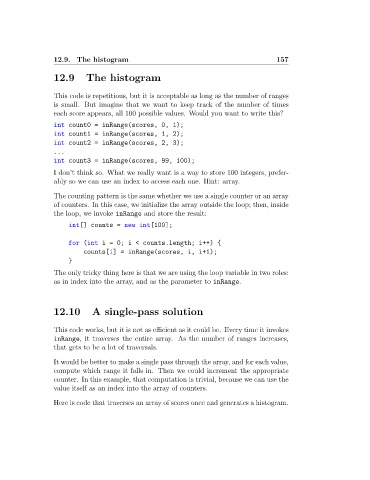 12.9. The histogram 157
12.9 The histogram
This code is repetitious, but it is acceptable as long as the number of ranges
is small. But imagine that we want to keep track of the number of times
each score appears, all 100 possible values. Would you want to write this?
int count0 = inRange(scores, 0, 1);
int count1 = inRange(scores, 1, 2);
int count2 = inRange(scores, 2, 3);
...
int count3 = inRange(scores, 99, 100);
I don't think so. What we really want is a way to store 100 integers, prefer-
ably so we can use an index to access each one. Hint: array.
The counting pattern is the same whether we use a single counter or an array
of counters. In this case, we initialize the array outside the loop; then, inside
the loop, we invoke inRange and store the result:
int[] counts = new int[100];
for (int i = 0; i < counts.length; i++) {
counts[i] = inRange(scores, i, i+1);
}
The only tricky thing here is that we are using the loop variable in two roles:
as in index into the array, and as the parameter to inRange.
12.10 A single-pass solution
This code works, but it is not as efficient as it could be. Every time it invokes
inRange, it traverses the entire array. As the number of ranges increases,
that gets to be a lot of traversals.
It would be better to make a single pass through the array, and for each value,
compute which range it falls in. Then we could increment the appropriate
counter. In this example, that computation is trivial, because we can use the
value itself as an index into the array of counters.
Here is code that traverses an array of scores once and generates a histogram.